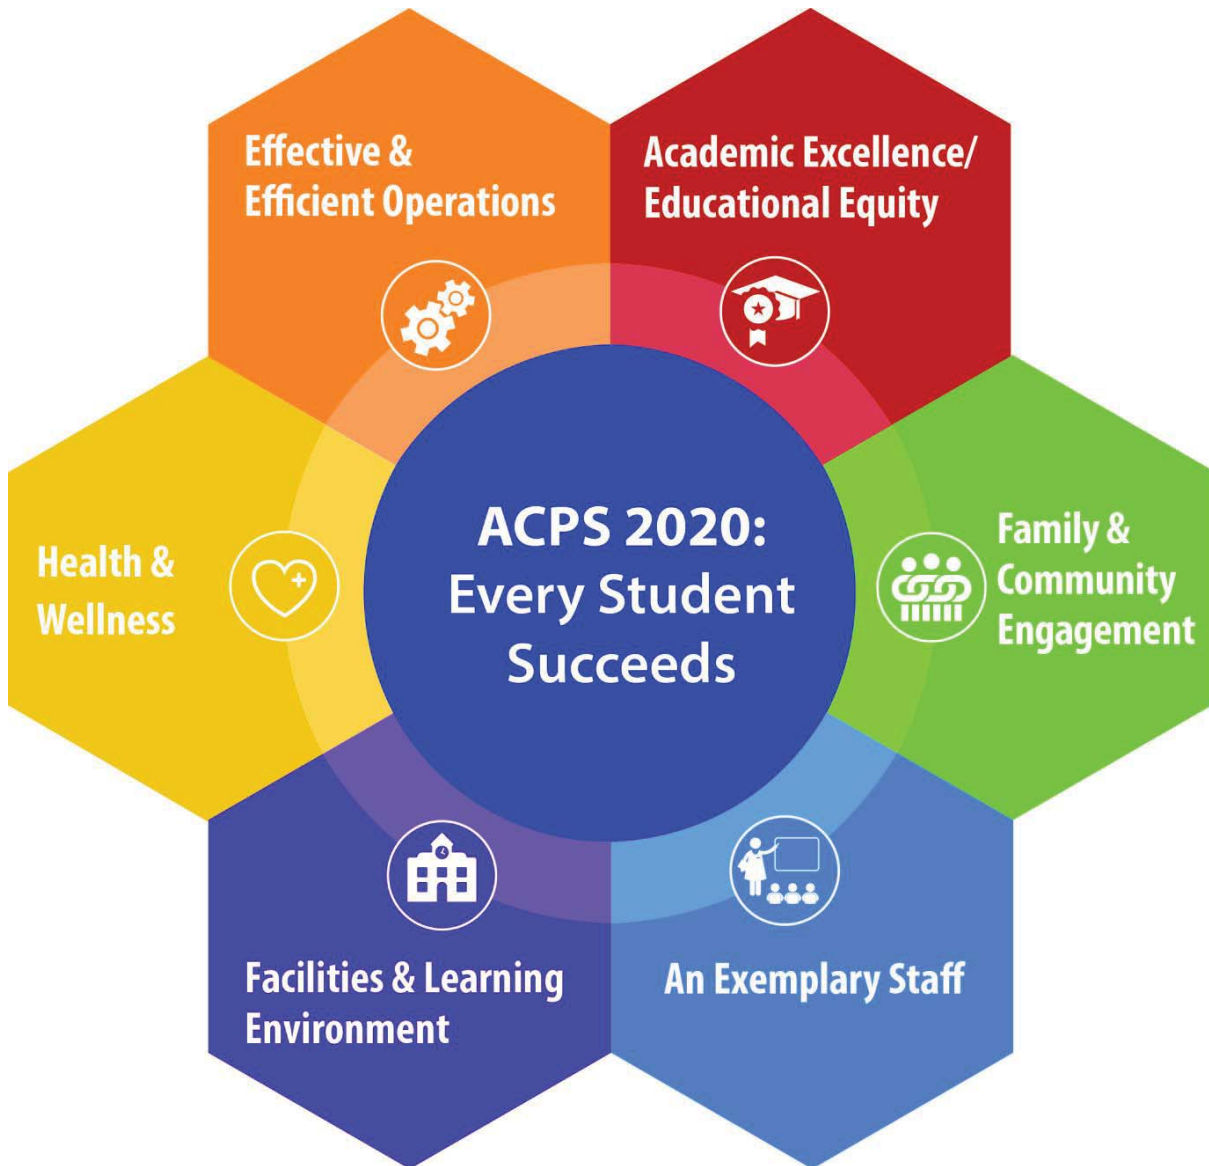 Effective &
Efficient Operations
Academic Excellence/
Educational Equity
Health &
Wellness
ACPS 2020:
Every Student
Succeeds
Family &
Community
Engagement
Facilities & Learning
Environment
An Exemplary Staff